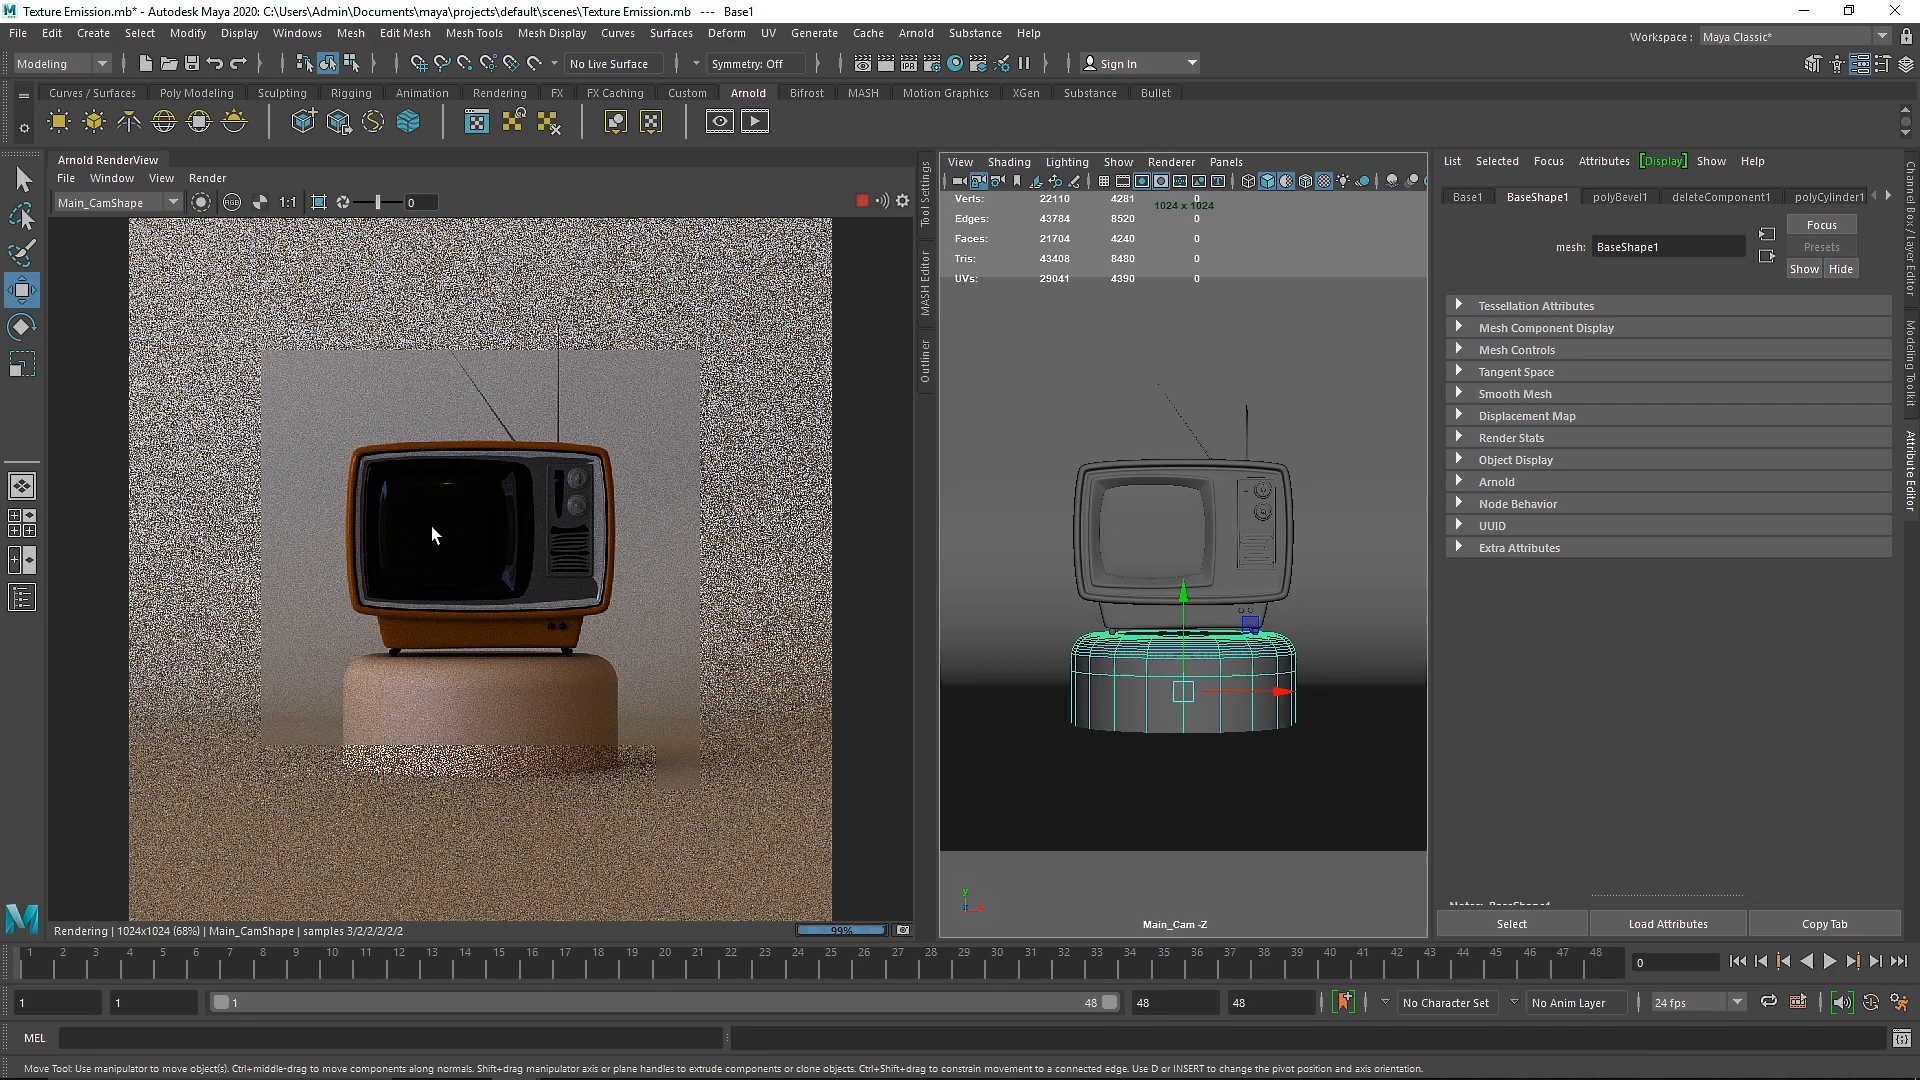 Texture Emission.mb* - Autodesk Maya 2020: C:\Users\Admin\Documents\maya\projects\default\scenes\Texture Emission.mb --- Base1
File Edit Create Select Modify Display Windows Mesh Edit Mesh Mesh Tools Mesh Display Curves Surfaces Deform UV Generate Cache Arnold Substance Help
Workspace : Maya Classic*
Modeling No Live Surface Symmetry: Off Sign In
Curves / Surfaces Poly Modeling Sculpting Rigging Animation Rendering FX FX Caching Custom Arnold Bifrost MASH Motion Graphics XGen Substance Bullet
Arnold RenderView
File Window View Render
Main_CamShape RGB 1:1 0
Tool Settings
MASH Editor
Outliner
View Shading Lighting Show Renderer Panels
1024 x 1024
Verts: 22110 4281 0
Edges: 43784 8520 0
Faces: 21704 4240 0
Tris: 43408 8480 0
UVs: 29041 4390 0
y
Main_Cam -Z
List Selected Focus Attributes Display Show Help
Base1 BaseShape1 polyBevel1 deleteComponent1 polyCylinder1
mesh: BaseShape1
Focus
Presets
Show Hide
Tessellation Attributes
Mesh Component Display
Mesh Controls
Tangent Space
Smooth Mesh
Displacement Map
Render Stats
Object Display
Arnold
Node Behavior
UUID
Extra Attributes
Select Load Attributes Copy Tab
Channel Box / Layer Editor
Modeling Toolkit
Attribute Editor
Rendering | 1024x1024 (68%) | Main_CamShape | samples 3/2/2/2/2/2
99%
1 2 3 4 5 6 7 8 9 10 11 12 13 14 15 16 17 18 19 20 21 22 23 24 25 26 27 28 29 30 31 32 33 34 35 36 37 38 39 40 41 42 43 44 45 46 47 48
0
1 1 1 48 48 48 No Character Set No Anim Layer 24 fps
MEL
Move Tool: Use manipulator to move object(s). Ctrl+middle-drag to move components along normals. Shift+drag manipulator axis or plane handles to extrude components or clone objects. Ctrl+Shift+drag to constrain movement to a connected edge. Use D or INSERT to change the pivot position and axis orientation.